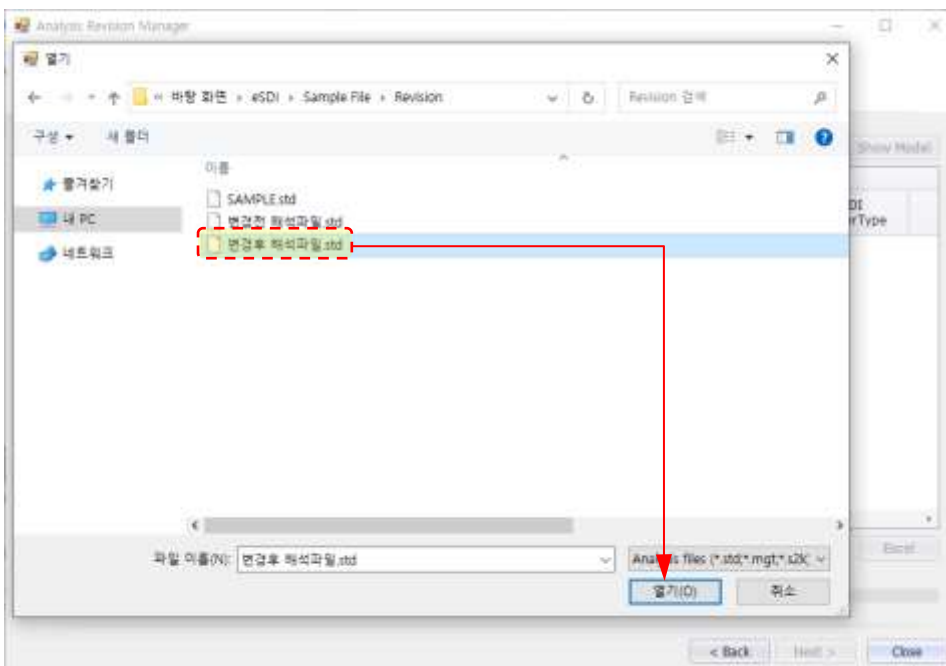 Analysis Revision Manager
열기
« 바탕 화면 › eSDI › Sample File › Revision
Revision 검색
구성
새 폴더
Show Model
이름
즐겨찾기
SAMPLE.std
DI
내 PC
변경전 해석파일.std
rType
변경후 해석파일.std
네트워크
파일 이름(N):
변경후 해석파일.std
Analysis files (*.std;*.mgt;*.s2k;
Excel
열기(O)
취소
< Back
Next >
Close